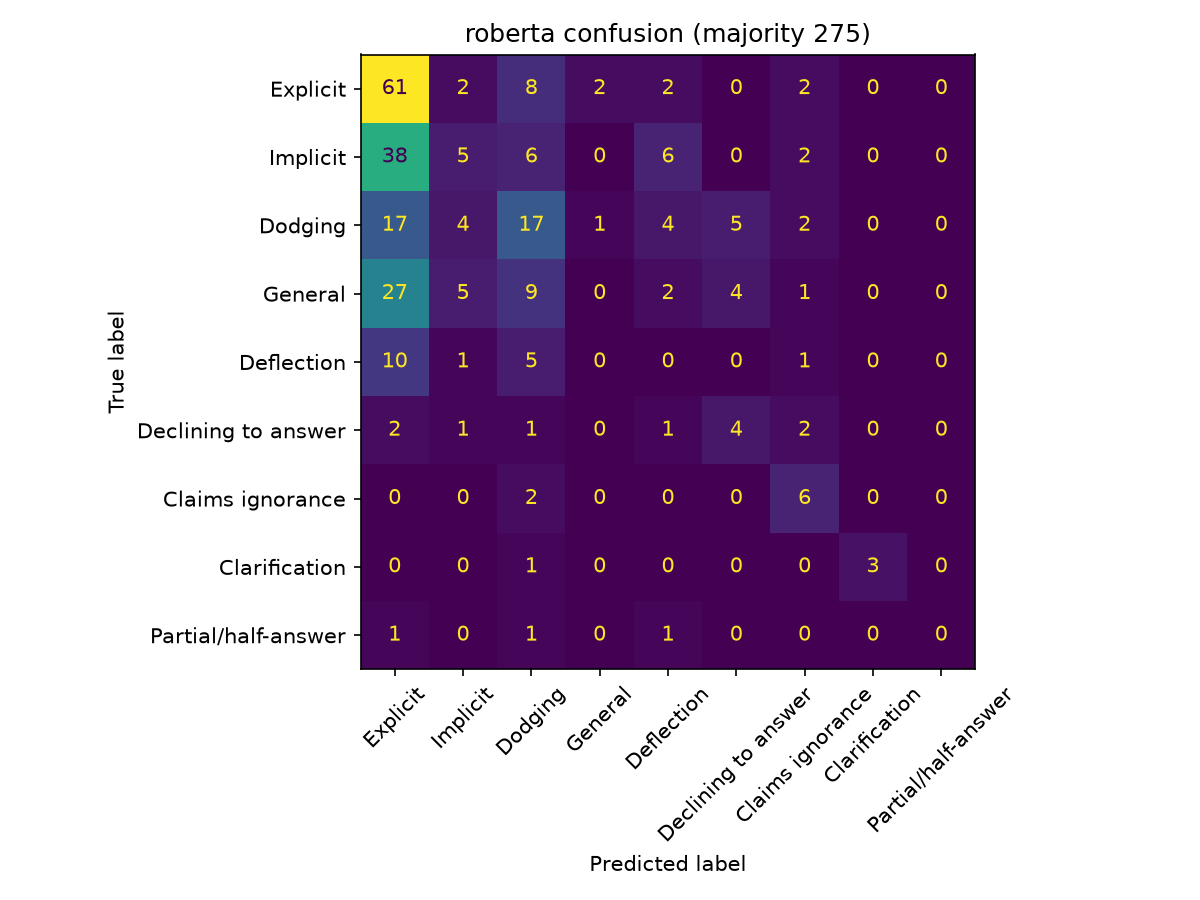 roberta confusion (majority 275)
Explicit 61 2 8 2 2 0 2 0 0
Implicit 38 5 6 0 6 0 2 0 0
Dodging 17 4 17 1 4 5 2 0 0
General 27 5 9 0 2 4 1 0 0
Deflection 10 1 5 0 0 0 1 0 0
Declining to answer 2 1 1 0 1 4 2 0 0
Claims ignorance 0 0 2 0 0 0 6 0 0
Clarification 0 0 1 0 0 0 0 3 0
Partial/half-answer 1 0 1 0 1 0 0 0 0
True label
Explicit
Implicit
Dodging
General
Deflection
Declining to answer
Claims ignorance
Clarification
Partial/half-answer
Predicted label